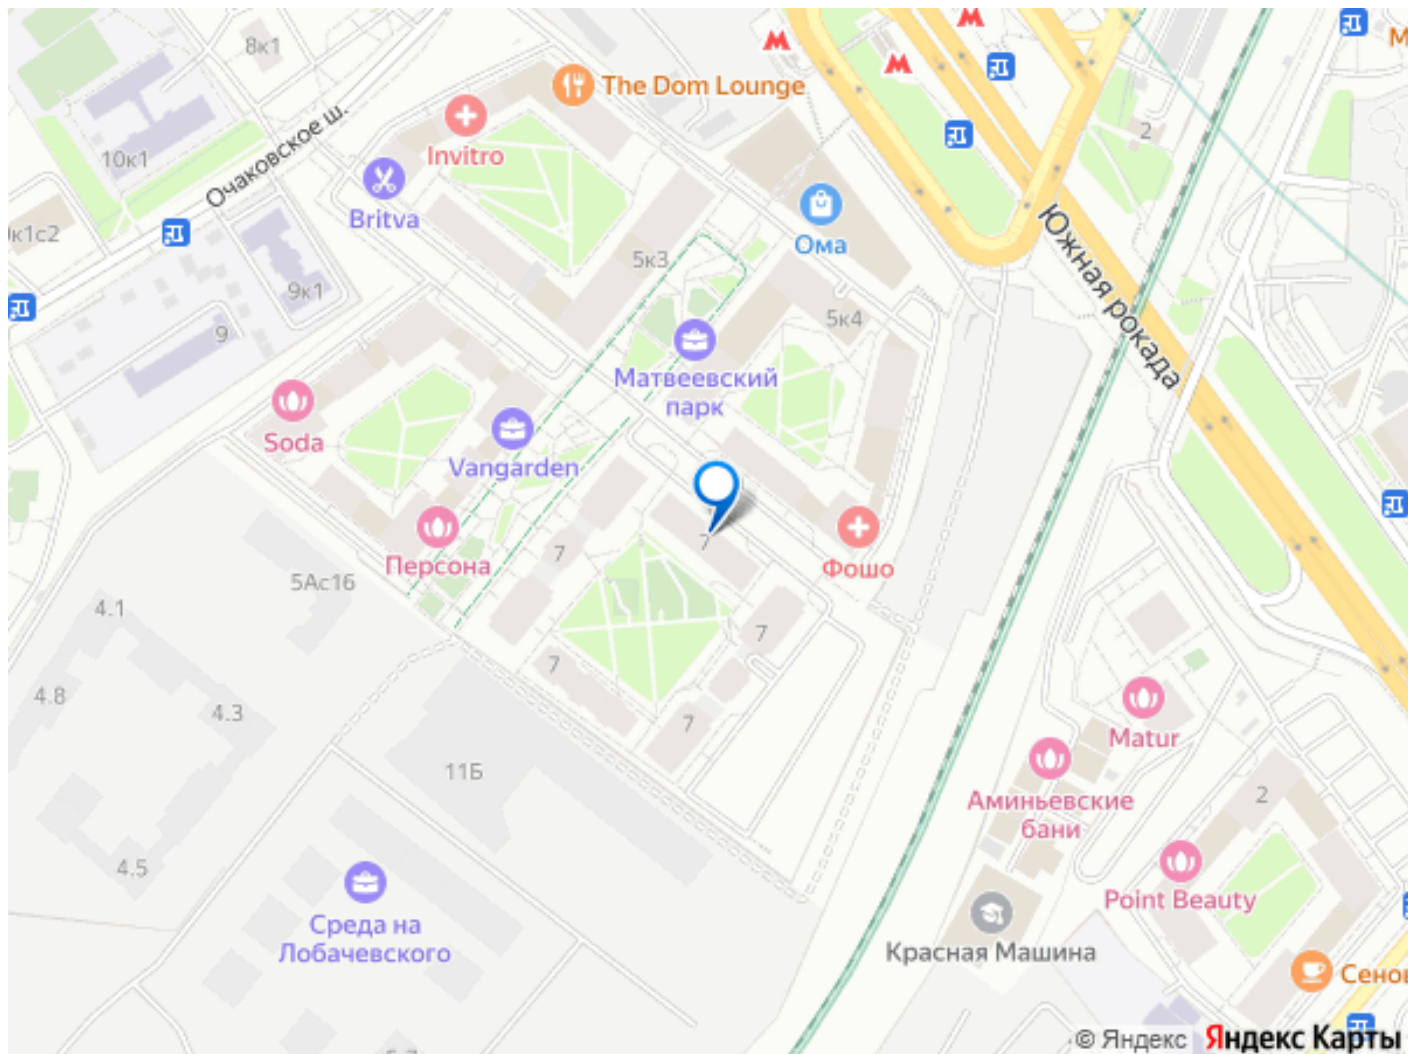 8к1
The Dom Lounge
Invitro
10к1
Очаковское ш.
2
Britva
Ома
Южная рокада
к1с2
5к3
9к1
9
5к4
Матвеевский
парк
Soda
Vangarden
Персона
7
7
Фошо
5Ас16
4.1
7
7
4.8
4.3
7
Matur
11Б
Аминьевские
бани
2
4.5
Point Beauty
Среда на
Лобачевского
Красная Машина
Сенов
© Яндекс Яндекс Карты